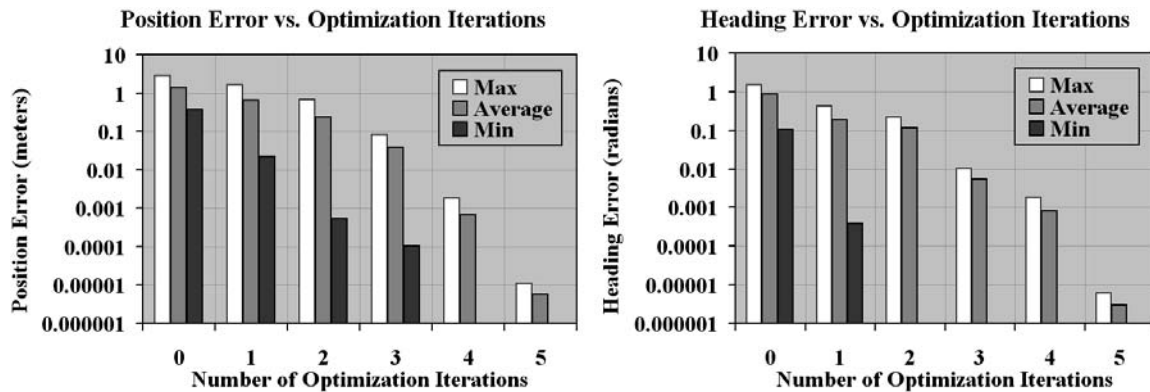 Position Error vs. Optimization Iterations
Position Error (meters)
10
1
0.1
0.01
0.001
0.0001
0.00001
0.000001
Max
Average
Min
0 1 2 3 4 5
Number of Optimization Iterations
Heading Error vs. Optimization Iterations
Heading Error (radians)
10
1
0.1
0.01
0.001
0.0001
0.00001
0.000001
Max
Average
Min
0 1 2 3 4 5
Number of Optimization Iterations